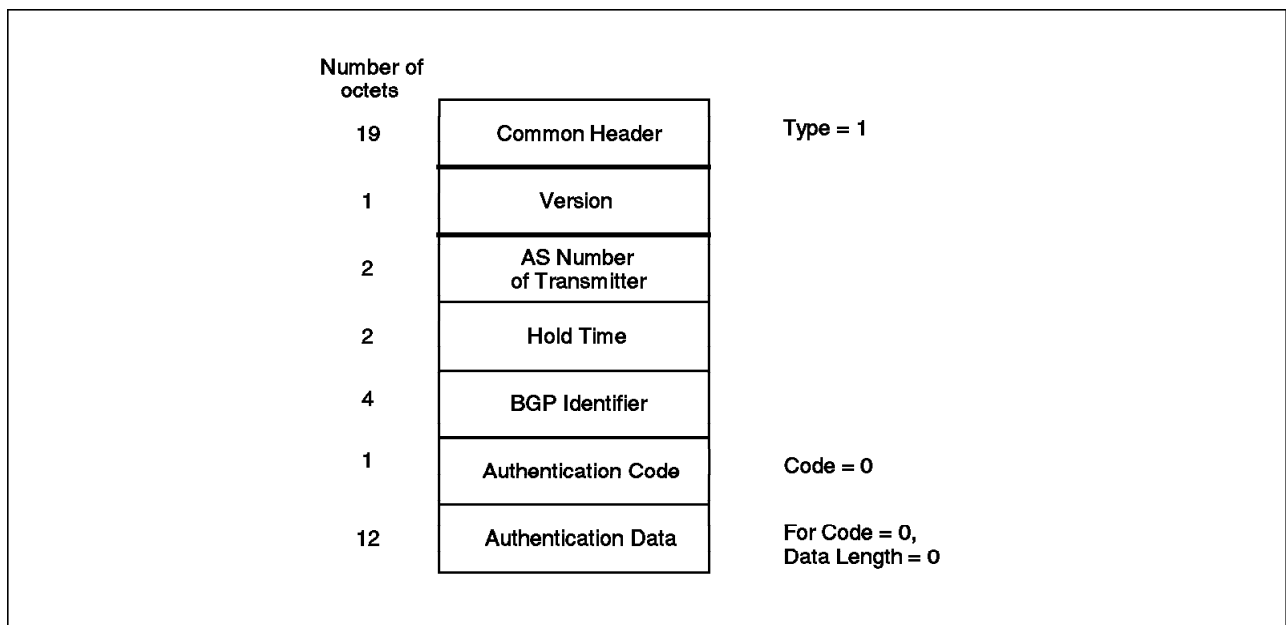 Number of
octets
19 Common Header Type = 1
1 Version
2 AS Number
of Transmitter
2 Hold Time
4 BGP Identifier
1 Authentication Code Code = 0
12 Authentication Data For Code = 0,
Data Length = 0